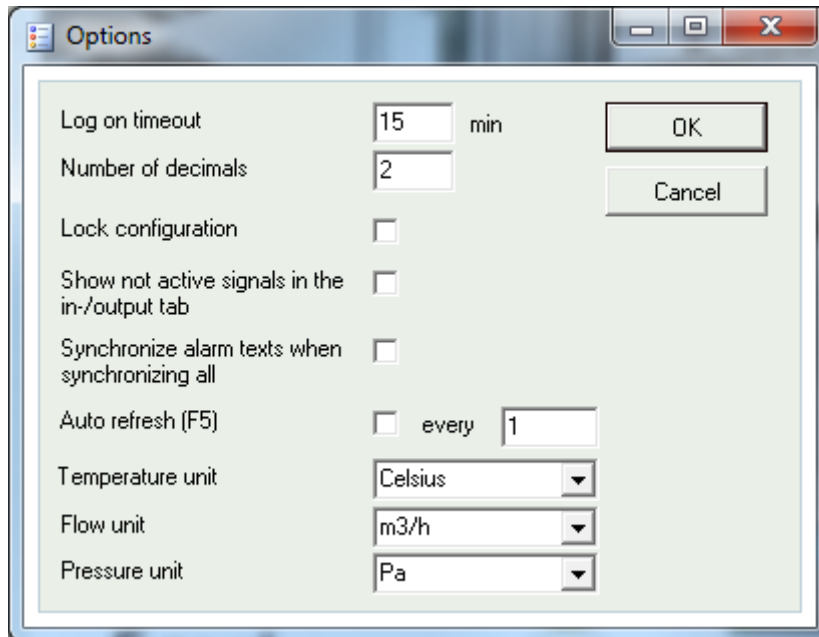 Options
Log on timeout 15 min OK
Number of decimals 2
Cancel
Lock configuration
Show not active signals in the
in-/output tab
Synchronize alarm texts when
synchronizing all
Auto refresh (F5) every 1
Temperature unit Celsius
Flow unit m3/h
Pressure unit Pa